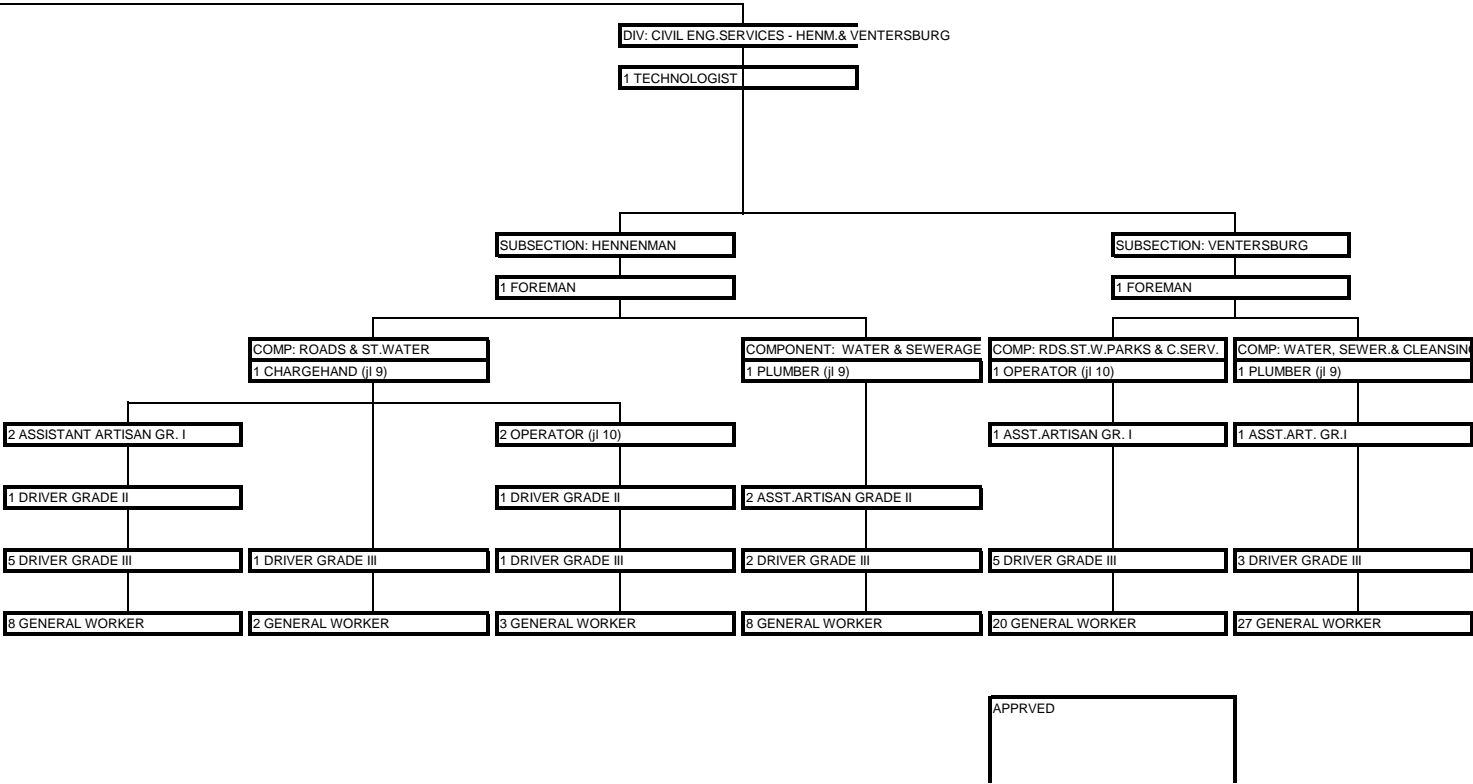 DIV: CIVIL ENG.SERVICES - HENM.& VENTERSBURG
1 TECHNOLOGIST
SUBSECTION: HENNENMAN
SUBSECTION: VENTERSBURG
1 FOREMAN
1 FOREMAN
COMP: ROADS & ST.WATER
COMPONENT: WATER & SEWERAGE
COMP: RDS.ST.W.PARKS & C.SERV.
COMP: WATER, SEWER.& CLEANSING
1 CHARGEHAND (jl 9)
1 PLUMBER (jl 9)
1 OPERATOR (jl 10)
1 PLUMBER (jl 9)
2 ASSISTANT ARTISAN GR. I
2 OPERATOR (jl 10)
1 ASST.ARTISAN GR. I
1 ASST.ART. GR.I
1 DRIVER GRADE II
1 DRIVER GRADE II
2 ASST.ARTISAN GRADE II
5 DRIVER GRADE III
1 DRIVER GRADE III
1 DRIVER GRADE III
2 DRIVER GRADE III
5 DRIVER GRADE III
3 DRIVER GRADE III
8 GENERAL WORKER
2 GENERAL WORKER
3 GENERAL WORKER
8 GENERAL WORKER
20 GENERAL WORKER
27 GENERAL WORKER
APPRVED